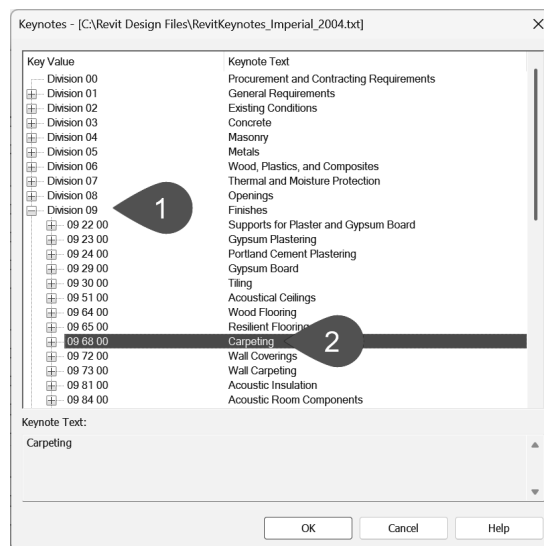 Keynotes - [C:\Revit Design Files\RevitKeynotes_Imperial_2004.txt]
Key Value Keynote Text
Division 00 Procurement and Contracting Requirements
Division 01 General Requirements
Division 02 Existing Conditions
Division 03 Concrete
Division 04 Masonry
Division 05 Metals
Division 06 Wood, Plastics, and Composites
Division 07 Thermal and Moisture Protection
Division 08 Openings
Division 09 1 Finishes
09 22 00 Supports for Plaster and Gypsum Board
09 23 00 Gypsum Plastering
09 24 00 Portland Cement Plastering
09 29 00 Gypsum Board
09 30 00 Tiling
09 51 00 Acoustical Ceilings
09 64 00 Wood Flooring
09 65 00 Resilient Flooring
09 68 00 Carpeting 2
09 72 00 Wall Coverings
09 73 00 Wall Carpeting
09 81 00 Acoustic Insulation
09 84 00 Acoustic Room Components
Keynote Text:
Carpeting
OK Cancel Help